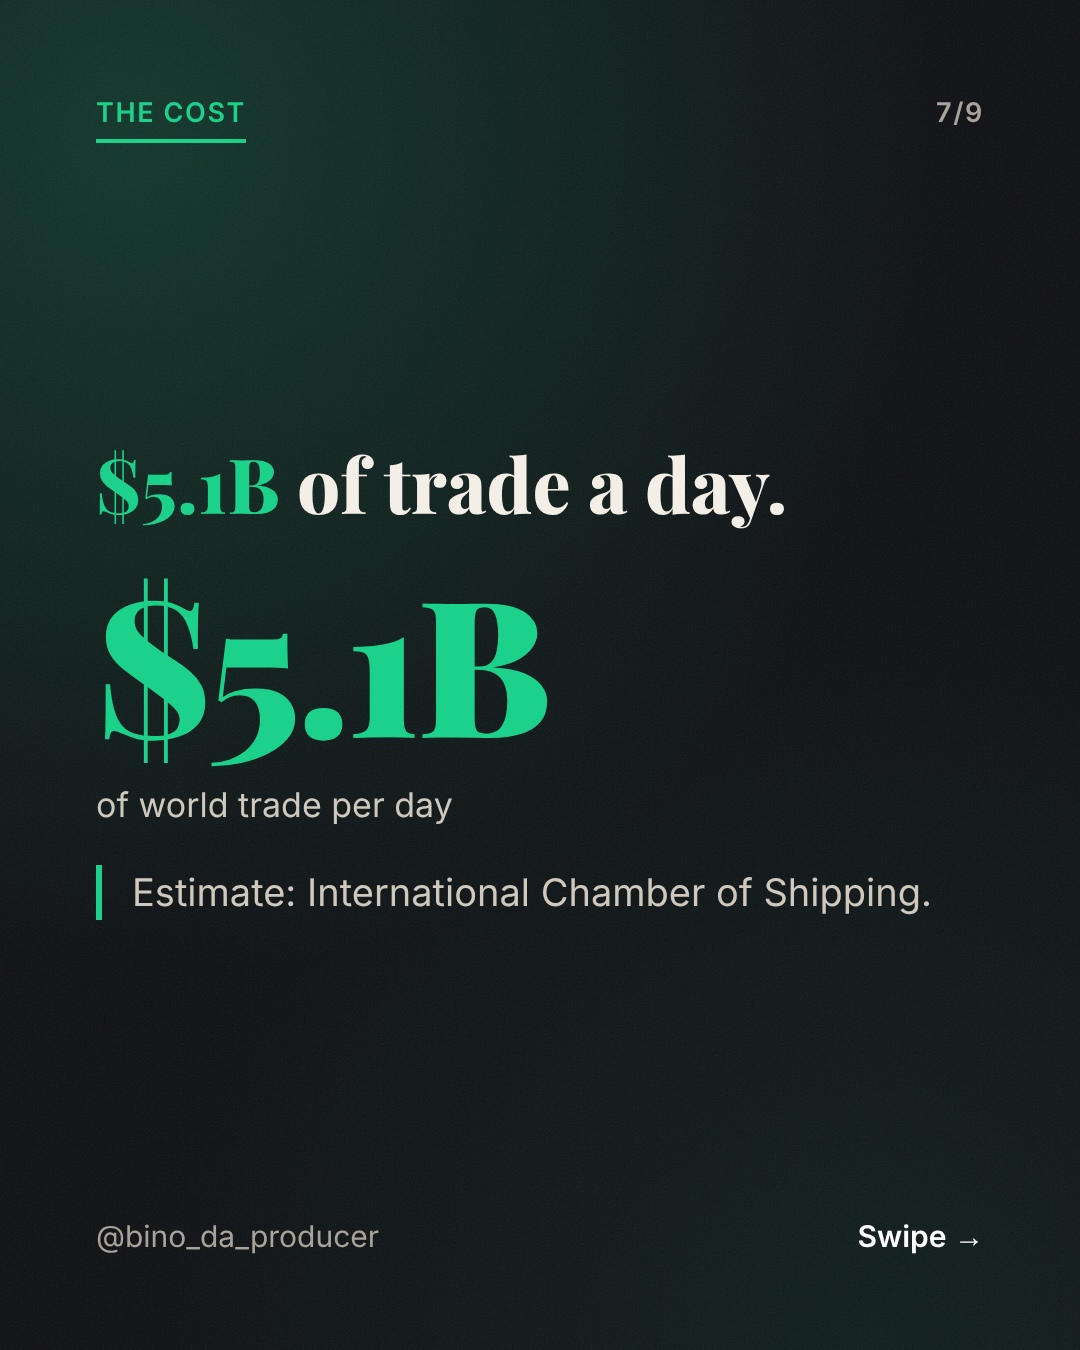 THE COST
7/9
$5.1B of trade a day.
$5.1B
of world trade per day
Estimate: International Chamber of Shipping.
@bino_da_producer
Swipe →